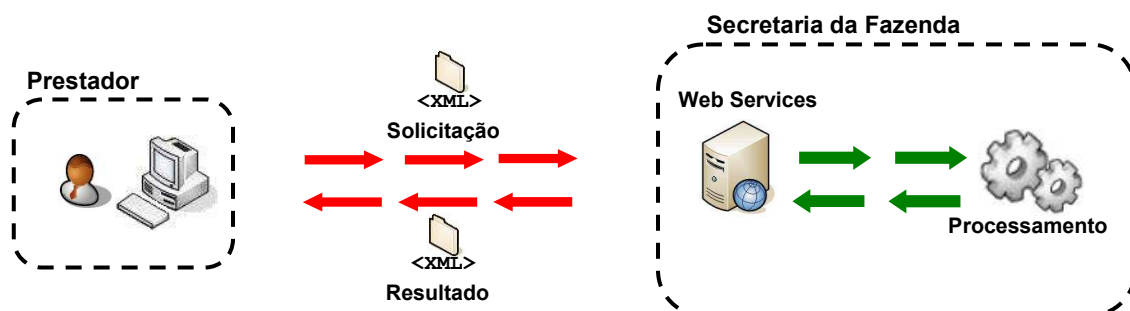 Secretaria da Fazenda
Prestador
<XML>
Solicitação
Web Services
Processamento
<XML>
Resultado